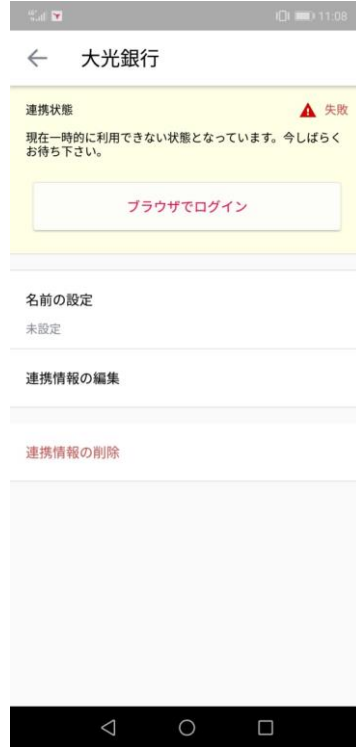 11:08
大光銀行
連携状態
失敗
現在一時的に利用できない状態となっています。今しばらく
お待ち下さい。
ブラウザでログイン
名前の設定
未設定
連携情報の編集
連携情報の削除